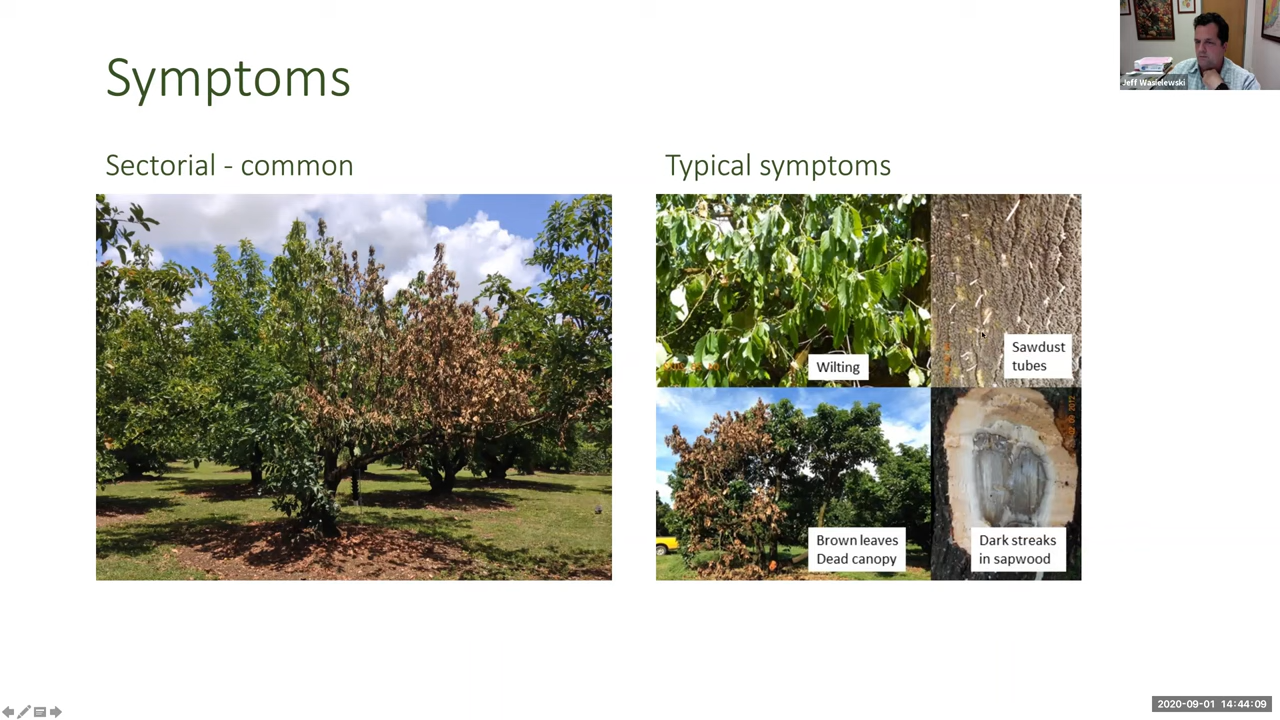 Symptoms
Jeff Wasielewski
Sectorial - common
Typical symptoms
Wilting
Sawdust
tubes
Brown leaves
Dead canopy
Dark streaks
in sapwood
2020-09-01 14:44:09